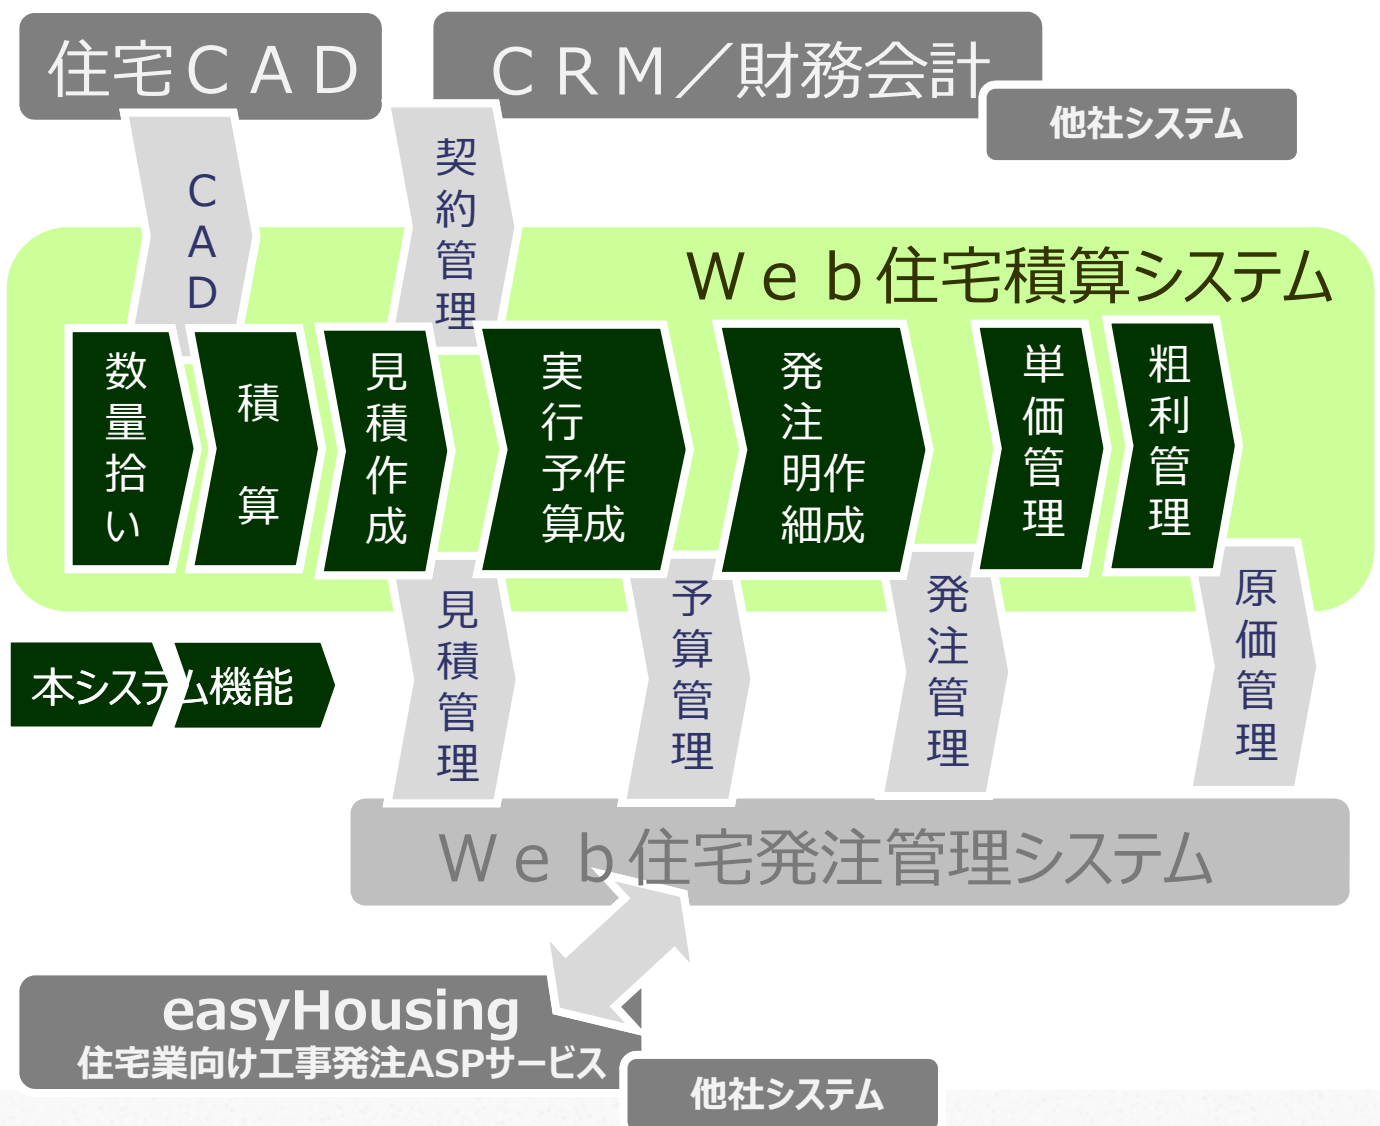 住宅ＣＡＤ
ＣＲＭ／財務会計
他社システム
ＣＡＤ
契約管理
Ｗｅｂ住宅積算システム
数量拾い
積算
見積作成
実行予算作成
発注明細作成
単価管理
粗利管理
本システム機能
見積管理
予算管理
発注管理
原価管理
Ｗｅｂ住宅発注管理システム
easyHousing
住宅業向け工事発注ASPサービス
他社システム